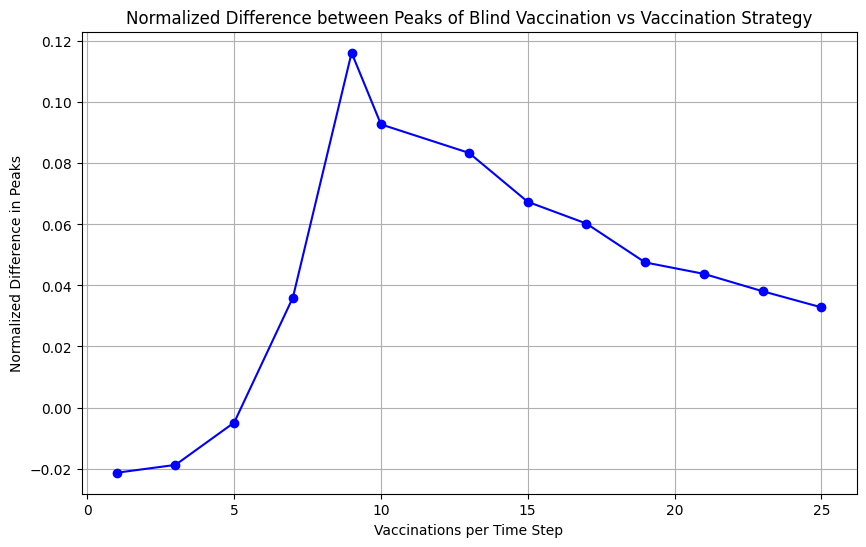 Normalized Difference between Peaks of Blind Vaccination vs Vaccination Strategy
0.12
0.10
0.08
0.06
0.04
0.02
0.00
−0.02
Normalized Difference in Peaks
0 5 10 15 20 25
Vaccinations per Time Step